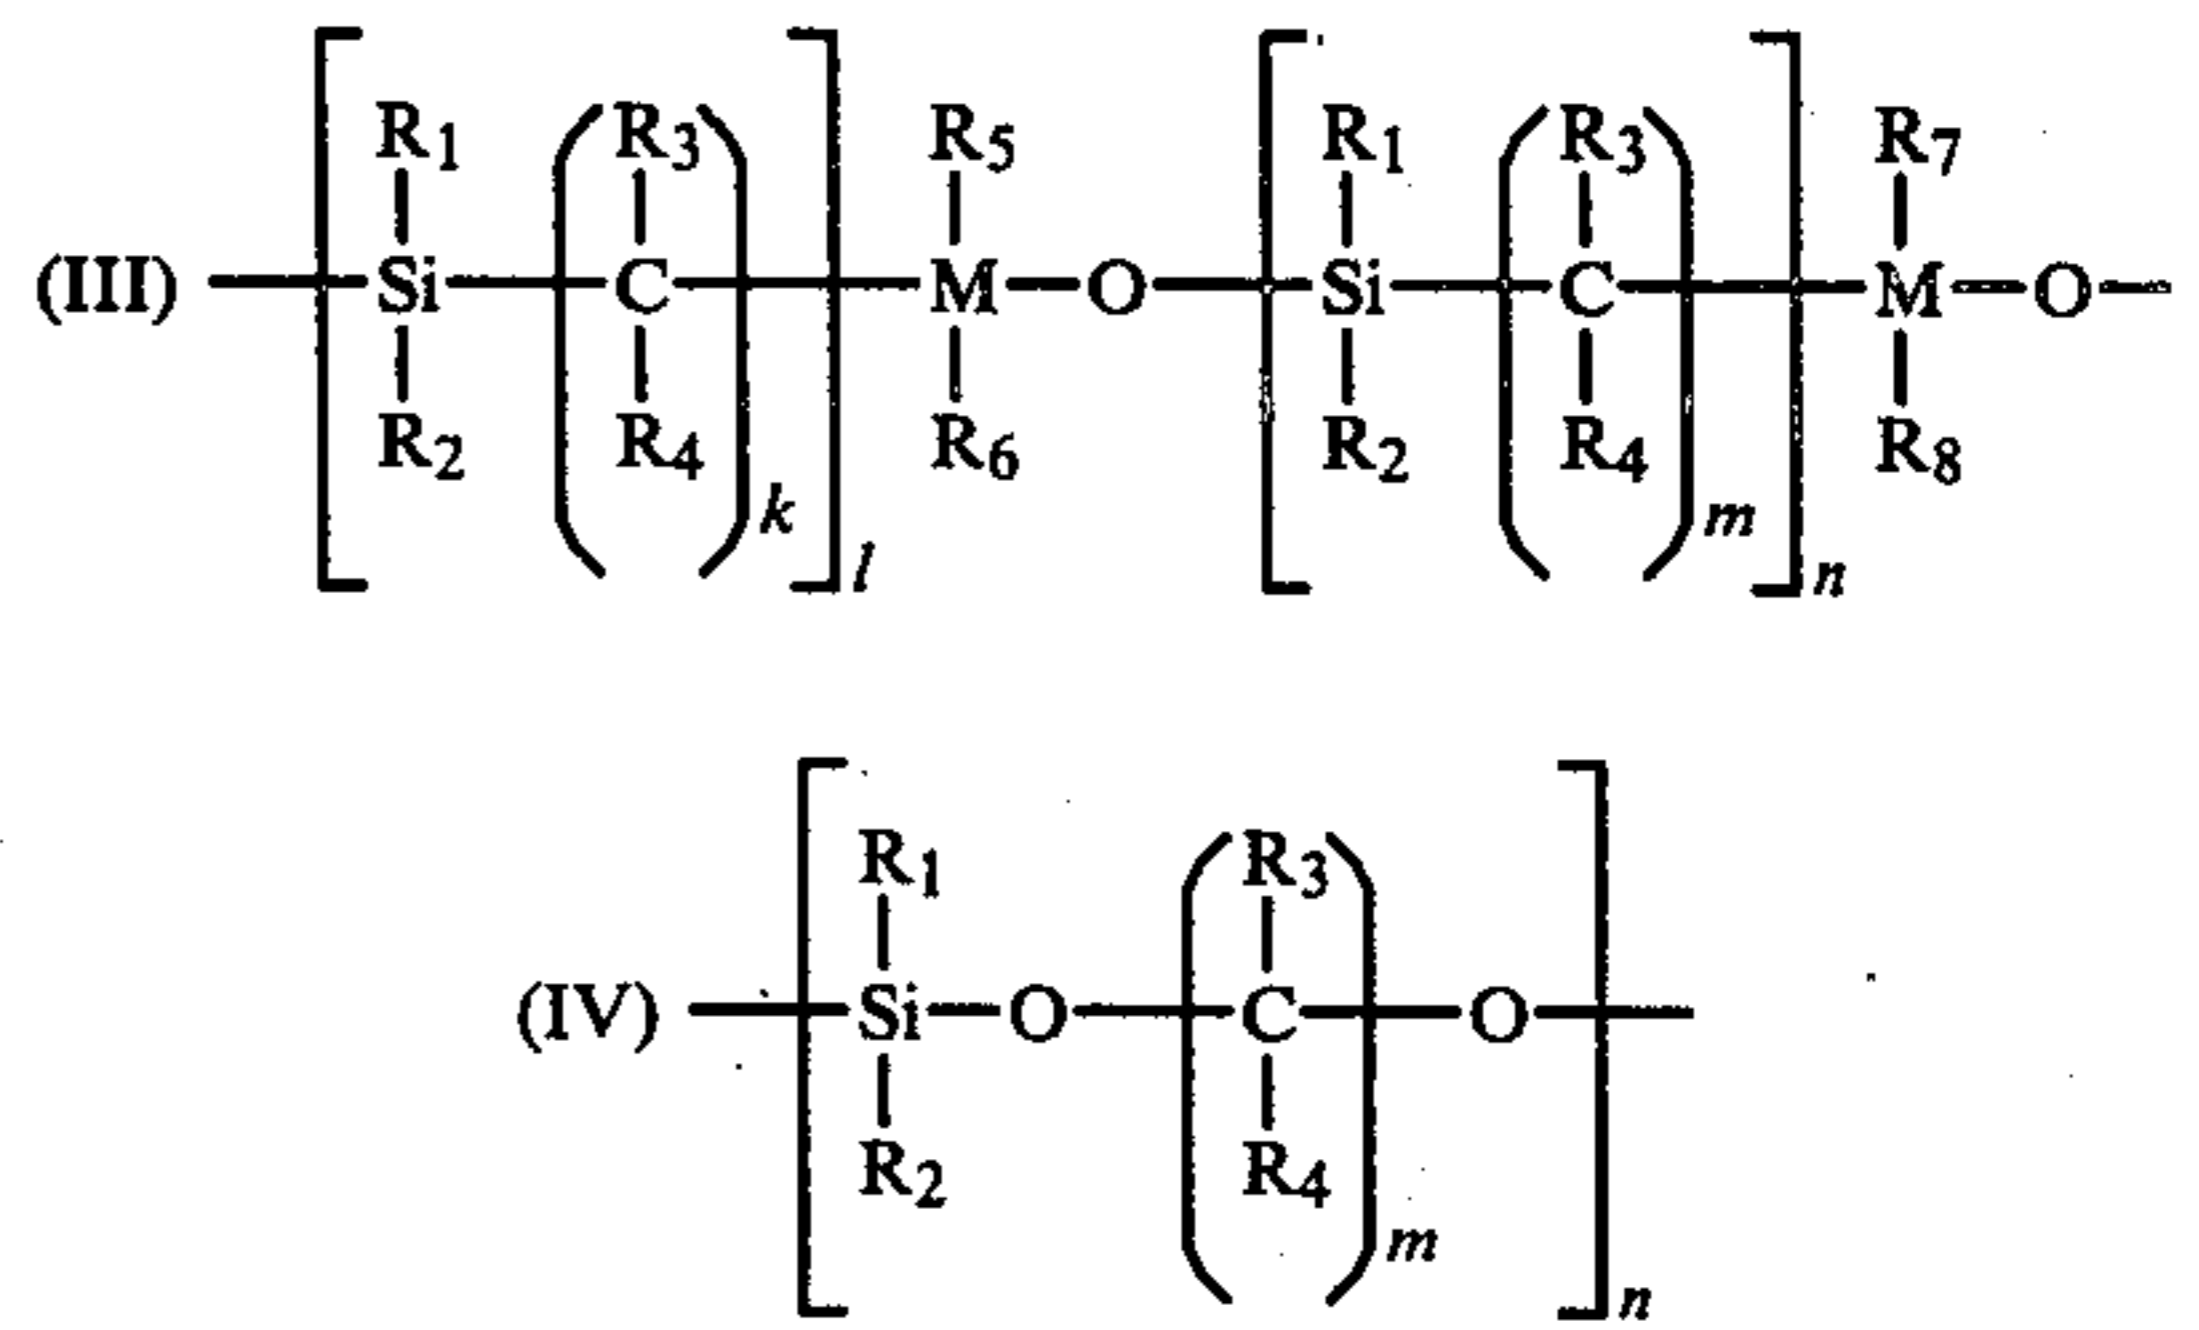 R1 R3 R5 R1 R3 R7
(III) Si C M O Si C M O
R2 R4 R6 R2 R4 R8
k m
l n
R1 R3
(IV) Si O C O
R2 R4
m
n